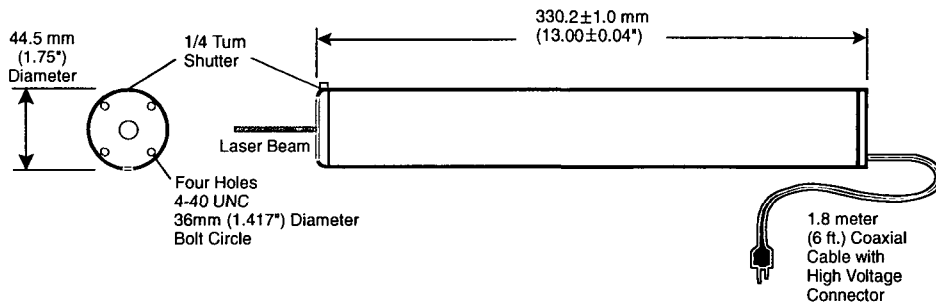 330.2±1.0 mm
(13.00±0.04")
44.5 mm
(1.75")
Diameter
1/4 Turn
Shutter
Laser Beam
Four Holes
4-40 UNC
36mm (1.417") Diameter
Bolt Circle
1.8 meter
(6 ft.) Coaxial
Cable with
High Voltage
Connector